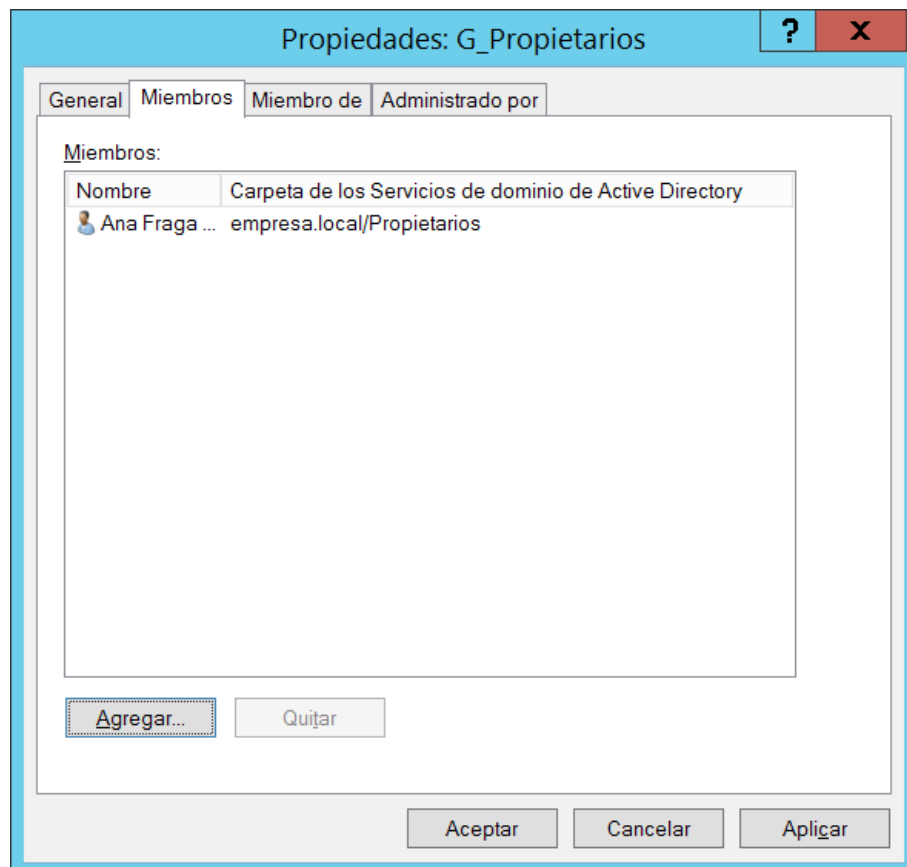 Propiedades: G_Propietarios
? X
General Miembros Miembro de Administrado por
Miembros:
Nombre Carpeta de los Servicios de dominio de Active Directory
Ana Fraga ... empresa.local/Propietarios
Agregar... Quitar
Aceptar Cancelar Aplicar